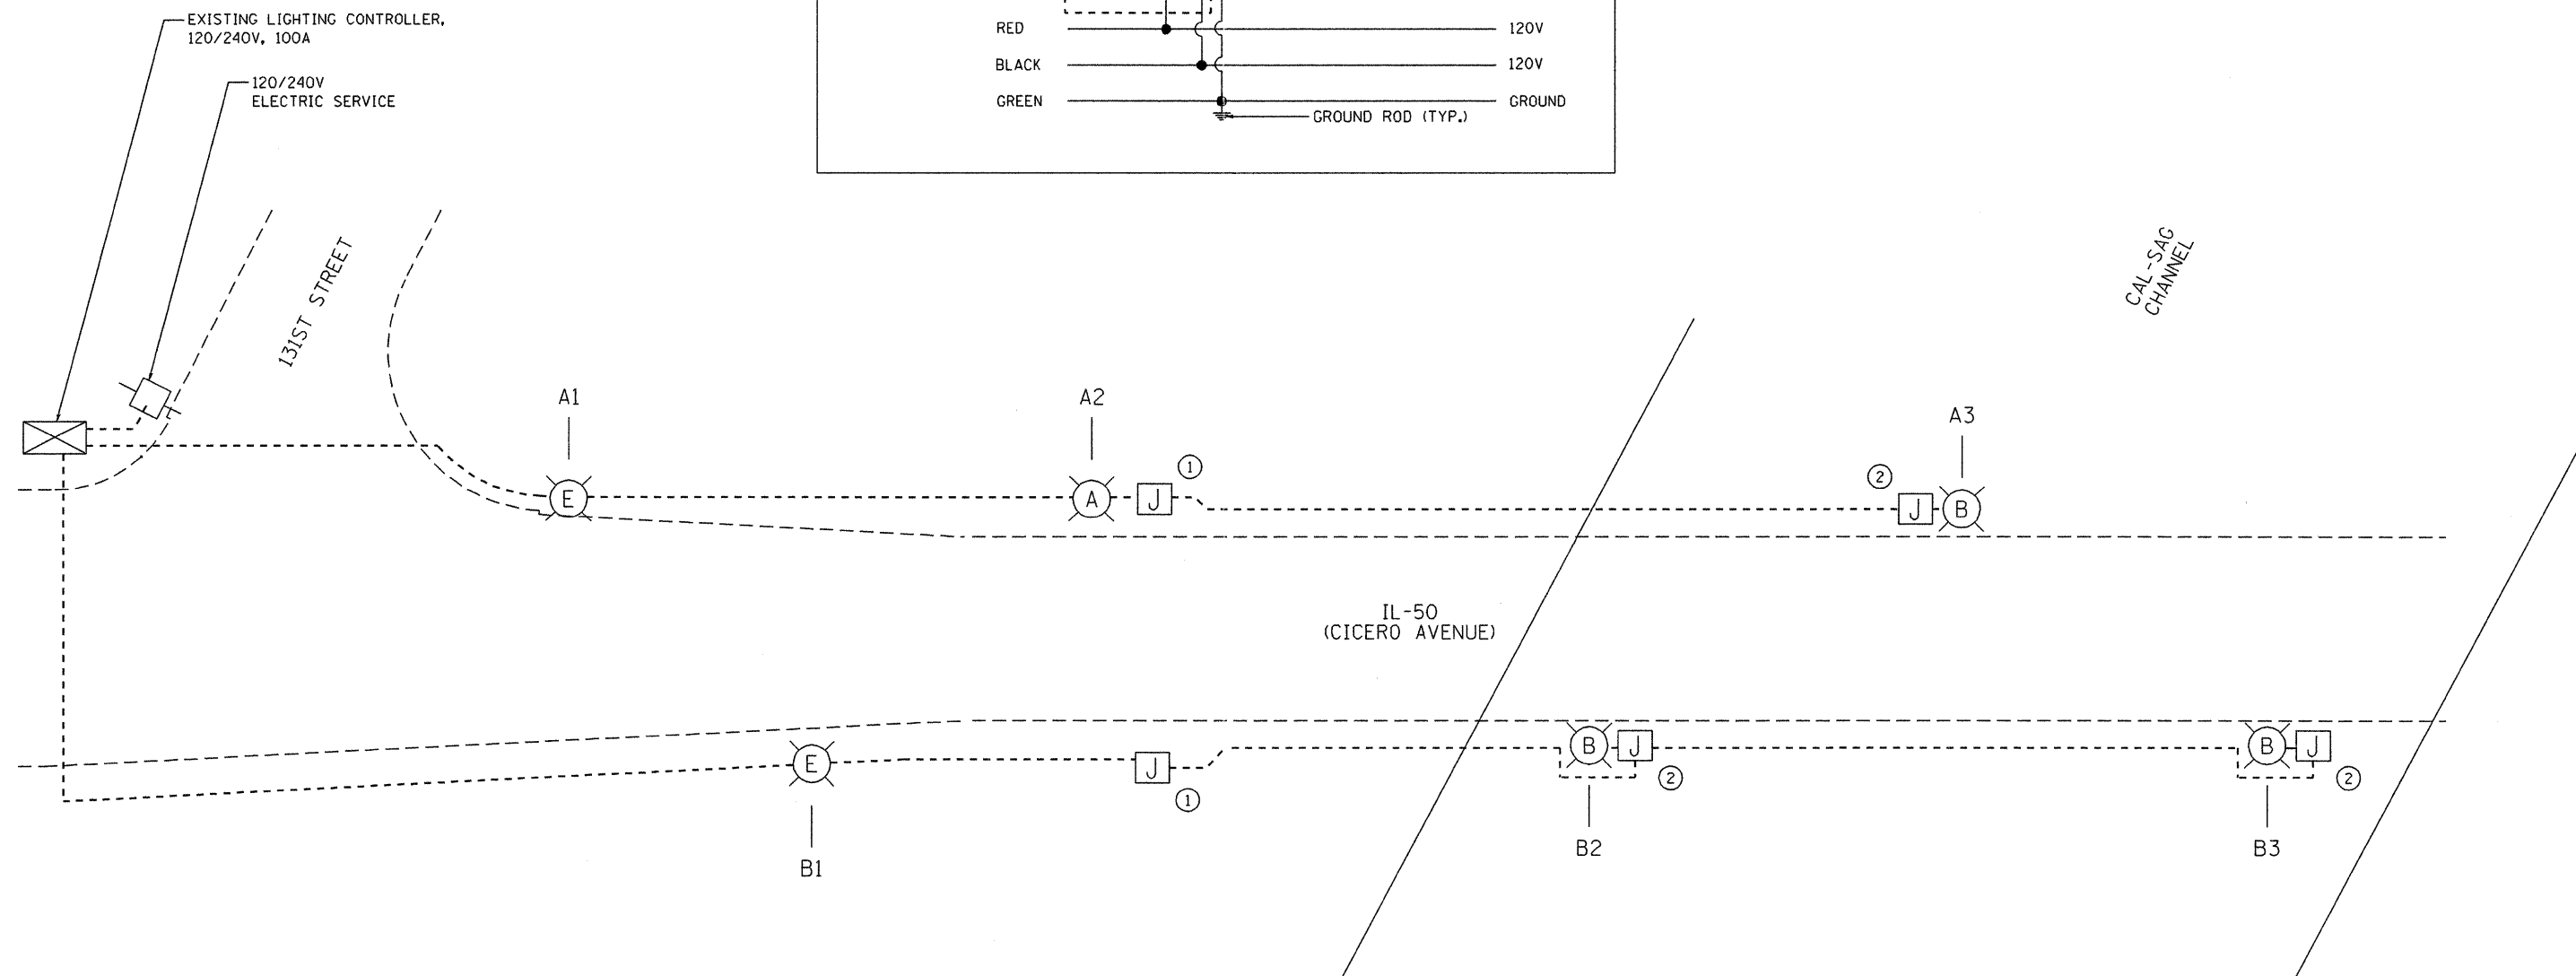 EXISTING LIGHTING CONTROLLER,
120/240V, 100A
120/240V
ELECTRIC SERVICE
RED 120V
BLACK 120V
GREEN GROUND
GROUND ROD (TYP.)
131ST STREET
CAL-SAG
CHANNEL
A1
A2
A3
1
2
E
A
J
J
B
IL-50
(CICERO AVENUE)
E
J
B
J
B
J
1
2
2
B1
B2
B3